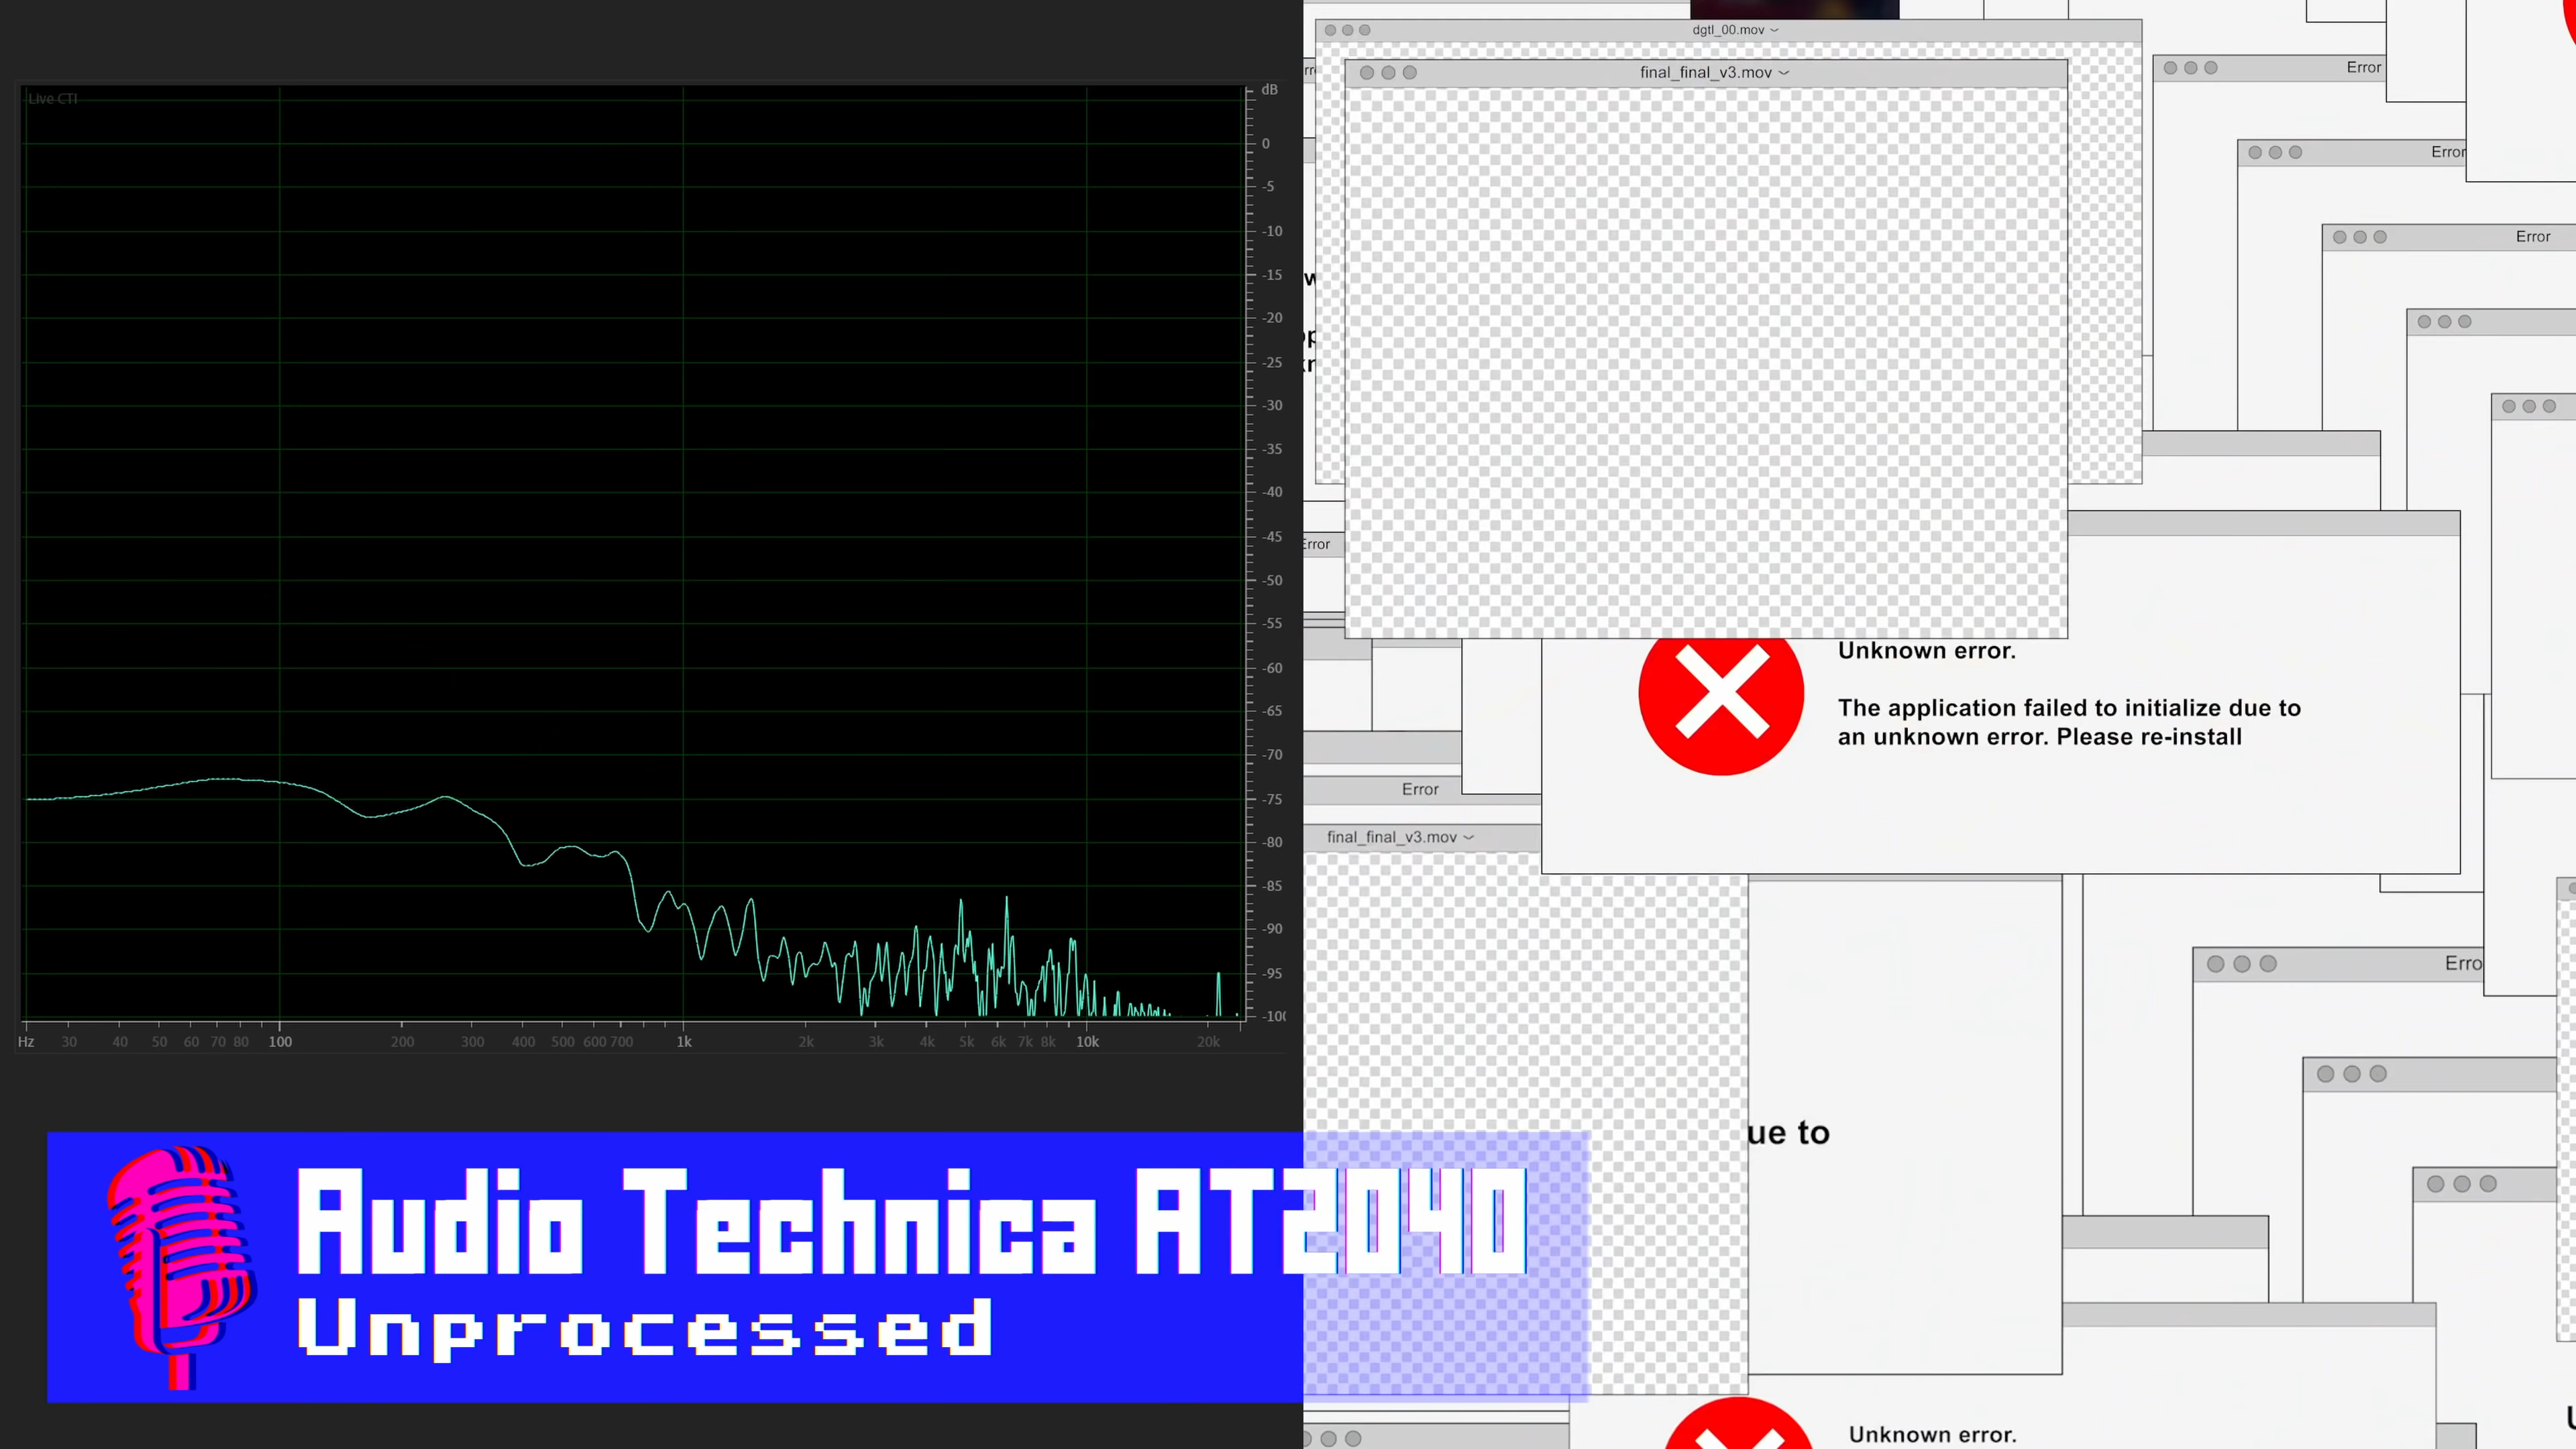 Live CTI
dB
0
-5
-10
-15
-20
-25
-30
-35
-40
-45
-50
-55
-60
-65
-70
-75
-80
-85
-90
-95
Hz 30 40 50 60 70 80 100 200 300 400 500 600 700 1k 2k 3k 4k 5k 6k 7k 8k 10k 20k
dgtl_00.mov
final_final_v3.mov
Error
Error
Error
Error
Unknown error.
The application failed to initialize due to
an unknown error. Please re-install
Error
final_final_v3.mov
Erro
ue to
Audio Technica AT2040
Unprocessed
Unknown error.